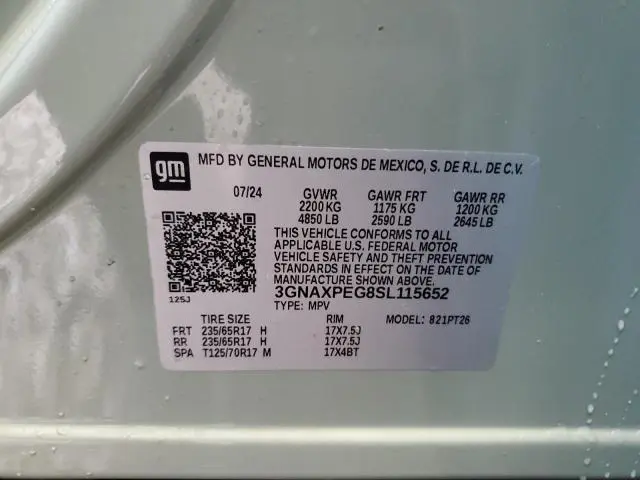 gm
MFD BY GENERAL MOTORS DE MEXICO, S. DE R.L. DE C.V.
07/24 GVWR GAWR FRT GAWR RR
2200 KG 1175 KG 1200 KG
4850 LB 2590 LB 2645 LB
THIS VEHICLE CONFORMS TO ALL
APPLICABLE U.S. FEDERAL MOTOR
VEHICLE SAFETY AND THEFT
PREVENTION STANDARDS IN EFFECT
ON THE DATE OF MANUFACTURE
MANUFACTURE SHOWN ABOVE.
3GNAXPEG8SL115652
125J
TYPE: MPV
TIRE SIZE RIM MODEL: 821PT26
FRT 235/65R17 H 17X7.5J
RR 235/65R17 H 17X7.5J
SPA T125/70R17 M 17X4BT